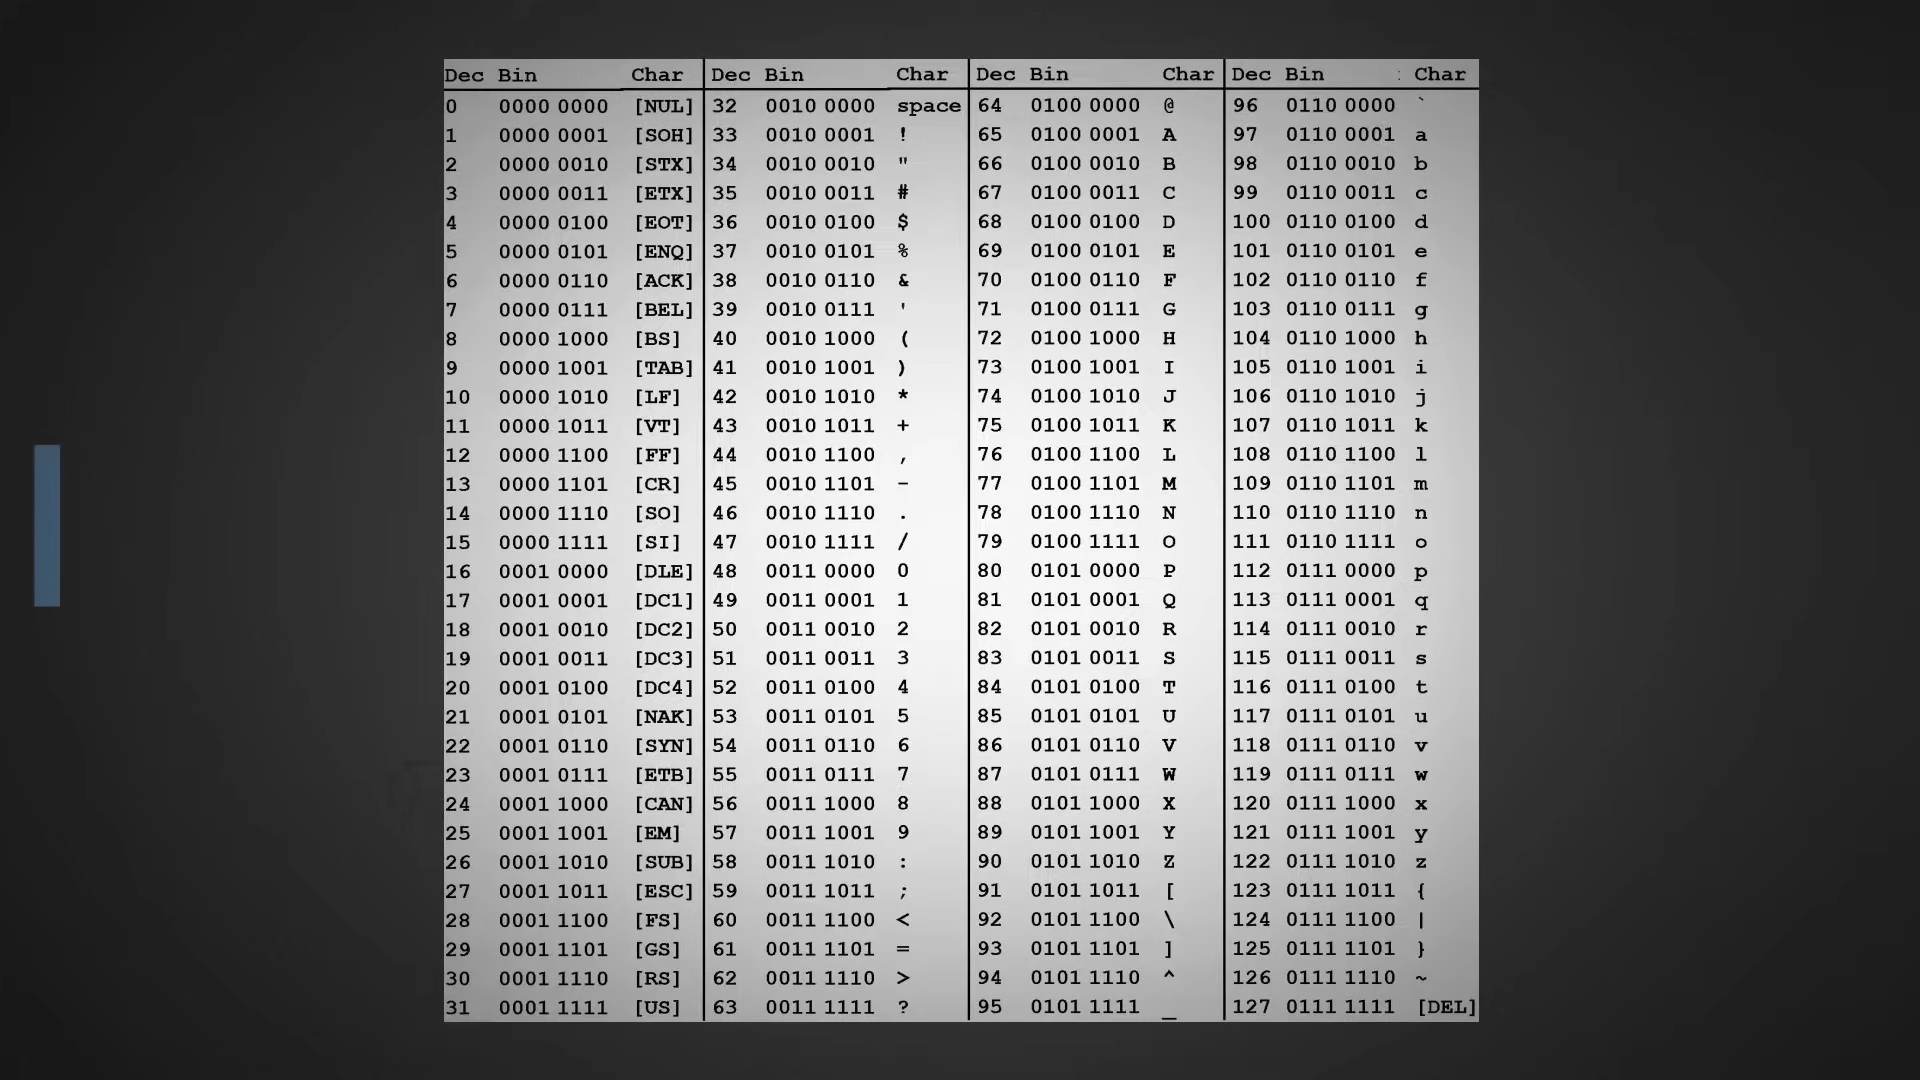 Dec Bin Char Dec Bin Char Dec Bin Char Dec Bin : Char
0 0000 0000 [NUL] 32 0010 0000 space 64 0100 0000 @ 96 0110 0000 `
1 0000 0001 [SOH] 33 0010 0001 ! 65 0100 0001 A 97 0110 0001 a
2 0000 0010 [STX] 34 0010 0010 " 66 0100 0010 B 98 0110 0010 b
3 0000 0011 [ETX] 35 0010 0011 # 67 0100 0011 C 99 0110 0011 c
4 0000 0100 [EOT] 36 0010 0100 $ 68 0100 0100 D 100 0110 0100 d
5 0000 0101 [ENQ] 37 0010 0101 % 69 0100 0101 E 101 0110 0101 e
6 0000 0110 [ACK] 38 0010 0110 & 70 0100 0110 F 102 0110 0110 f
7 0000 0111 [BEL] 39 0010 0111 ' 71 0100 0111 G 103 0110 0111 g
8 0000 1000 [BS] 40 0010 1000 ( 72 0100 1000 H 104 0110 1000 h
9 0000 1001 [TAB] 41 0010 1001 ) 73 0100 1001 I 105 0110 1001 i
10 0000 1010 [LF] 42 0010 1010 * 74 0100 1010 J 106 0110 1010 j
11 0000 1011 [VT] 43 0010 1011 + 75 0100 1011 K 107 0110 1011 k
12 0000 1100 [FF] 44 0010 1100 , 76 0100 1100 L 108 0110 1100 l
13 0000 1101 [CR] 45 0010 1101 - 77 0100 1101 M 109 0110 1101 m
14 0000 1110 [SO] 46 0010 1110 . 78 0100 1110 N 110 0110 1110 n
15 0000 1111 [SI] 47 0010 1111 / 79 0100 1111 O 111 0110 1111 o
16 0001 0000 [DLE] 48 0011 0000 0 80 0101 0000 P 112 0111 0000 p
17 0001 0001 [DC1] 49 0011 0001 1 81 0101 0001 Q 113 0111 0001 q
18 0001 0010 [DC2] 50 0011 0010 2 82 0101 0010 R 114 0111 0010 r
19 0001 0011 [DC3] 51 0011 0011 3 83 0101 0011 S 115 0111 0011 s
20 0001 0100 [DC4] 52 0011 0100 4 84 0101 0100 T 116 0111 0100 t
21 0001 0101 [NAK] 53 0011 0101 5 85 0101 0101 U 117 0111 0101 u
22 0001 0110 [SYN] 54 0011 0110 6 86 0101 0110 V 118 0111 0110 v
23 0001 0111 [ETB] 55 0011 0111 7 87 0101 0111 W 119 0111 0111 w
24 0001 1000 [CAN] 56 0011 1000 8 88 0101 1000 X 120 0111 1000 x
25 0001 1001 [EM] 57 0011 1001 9 89 0101 1001 Y 121 0111 1001 y
26 0001 1010 [SUB] 58 0011 1010 : 90 0101 1010 Z 122 0111 1010 z
27 0001 1011 [ESC] 59 0011 1011 ; 91 0101 1011 [ 123 0111 1011 {
28 0001 1100 [FS] 60 0011 1100 < 92 0101 1100 \ 124 0111 1100 |
29 0001 1101 [GS] 61 0011 1101 = 93 0101 1101 ] 125 0111 1101 }
30 0001 1110 [RS] 62 0011 1110 > 94 0101 1110 ^ 126 0111 1110 ~
31 0001 1111 [US] 63 0011 1111 ? 95 0101 1111 _ 127 0111 1111 [DEL]